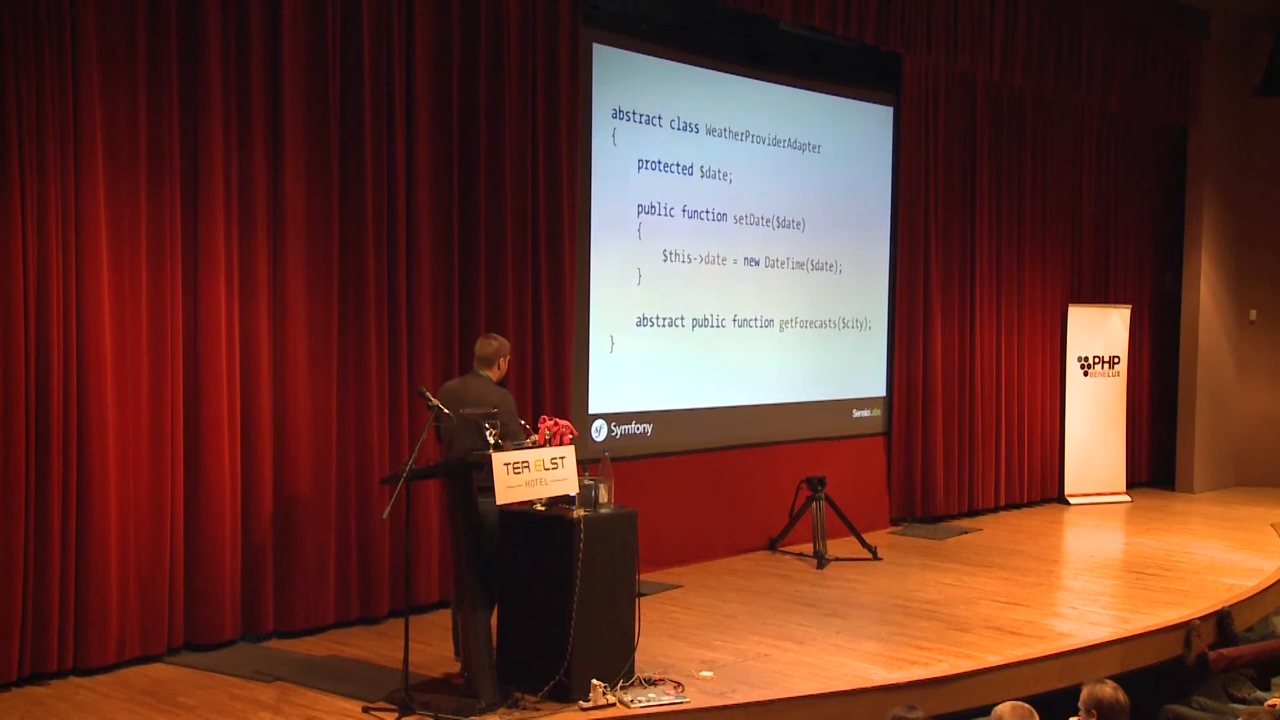 abstract class WeatherProviderAdapter
{
protected $date;
public function setDate($date)
{
$this->date = new DateTime($date);
}
abstract public function getForecasts($city);
}
Symfony
SensioLabs
TER ELST
HOTEL
PHP
BENELUX